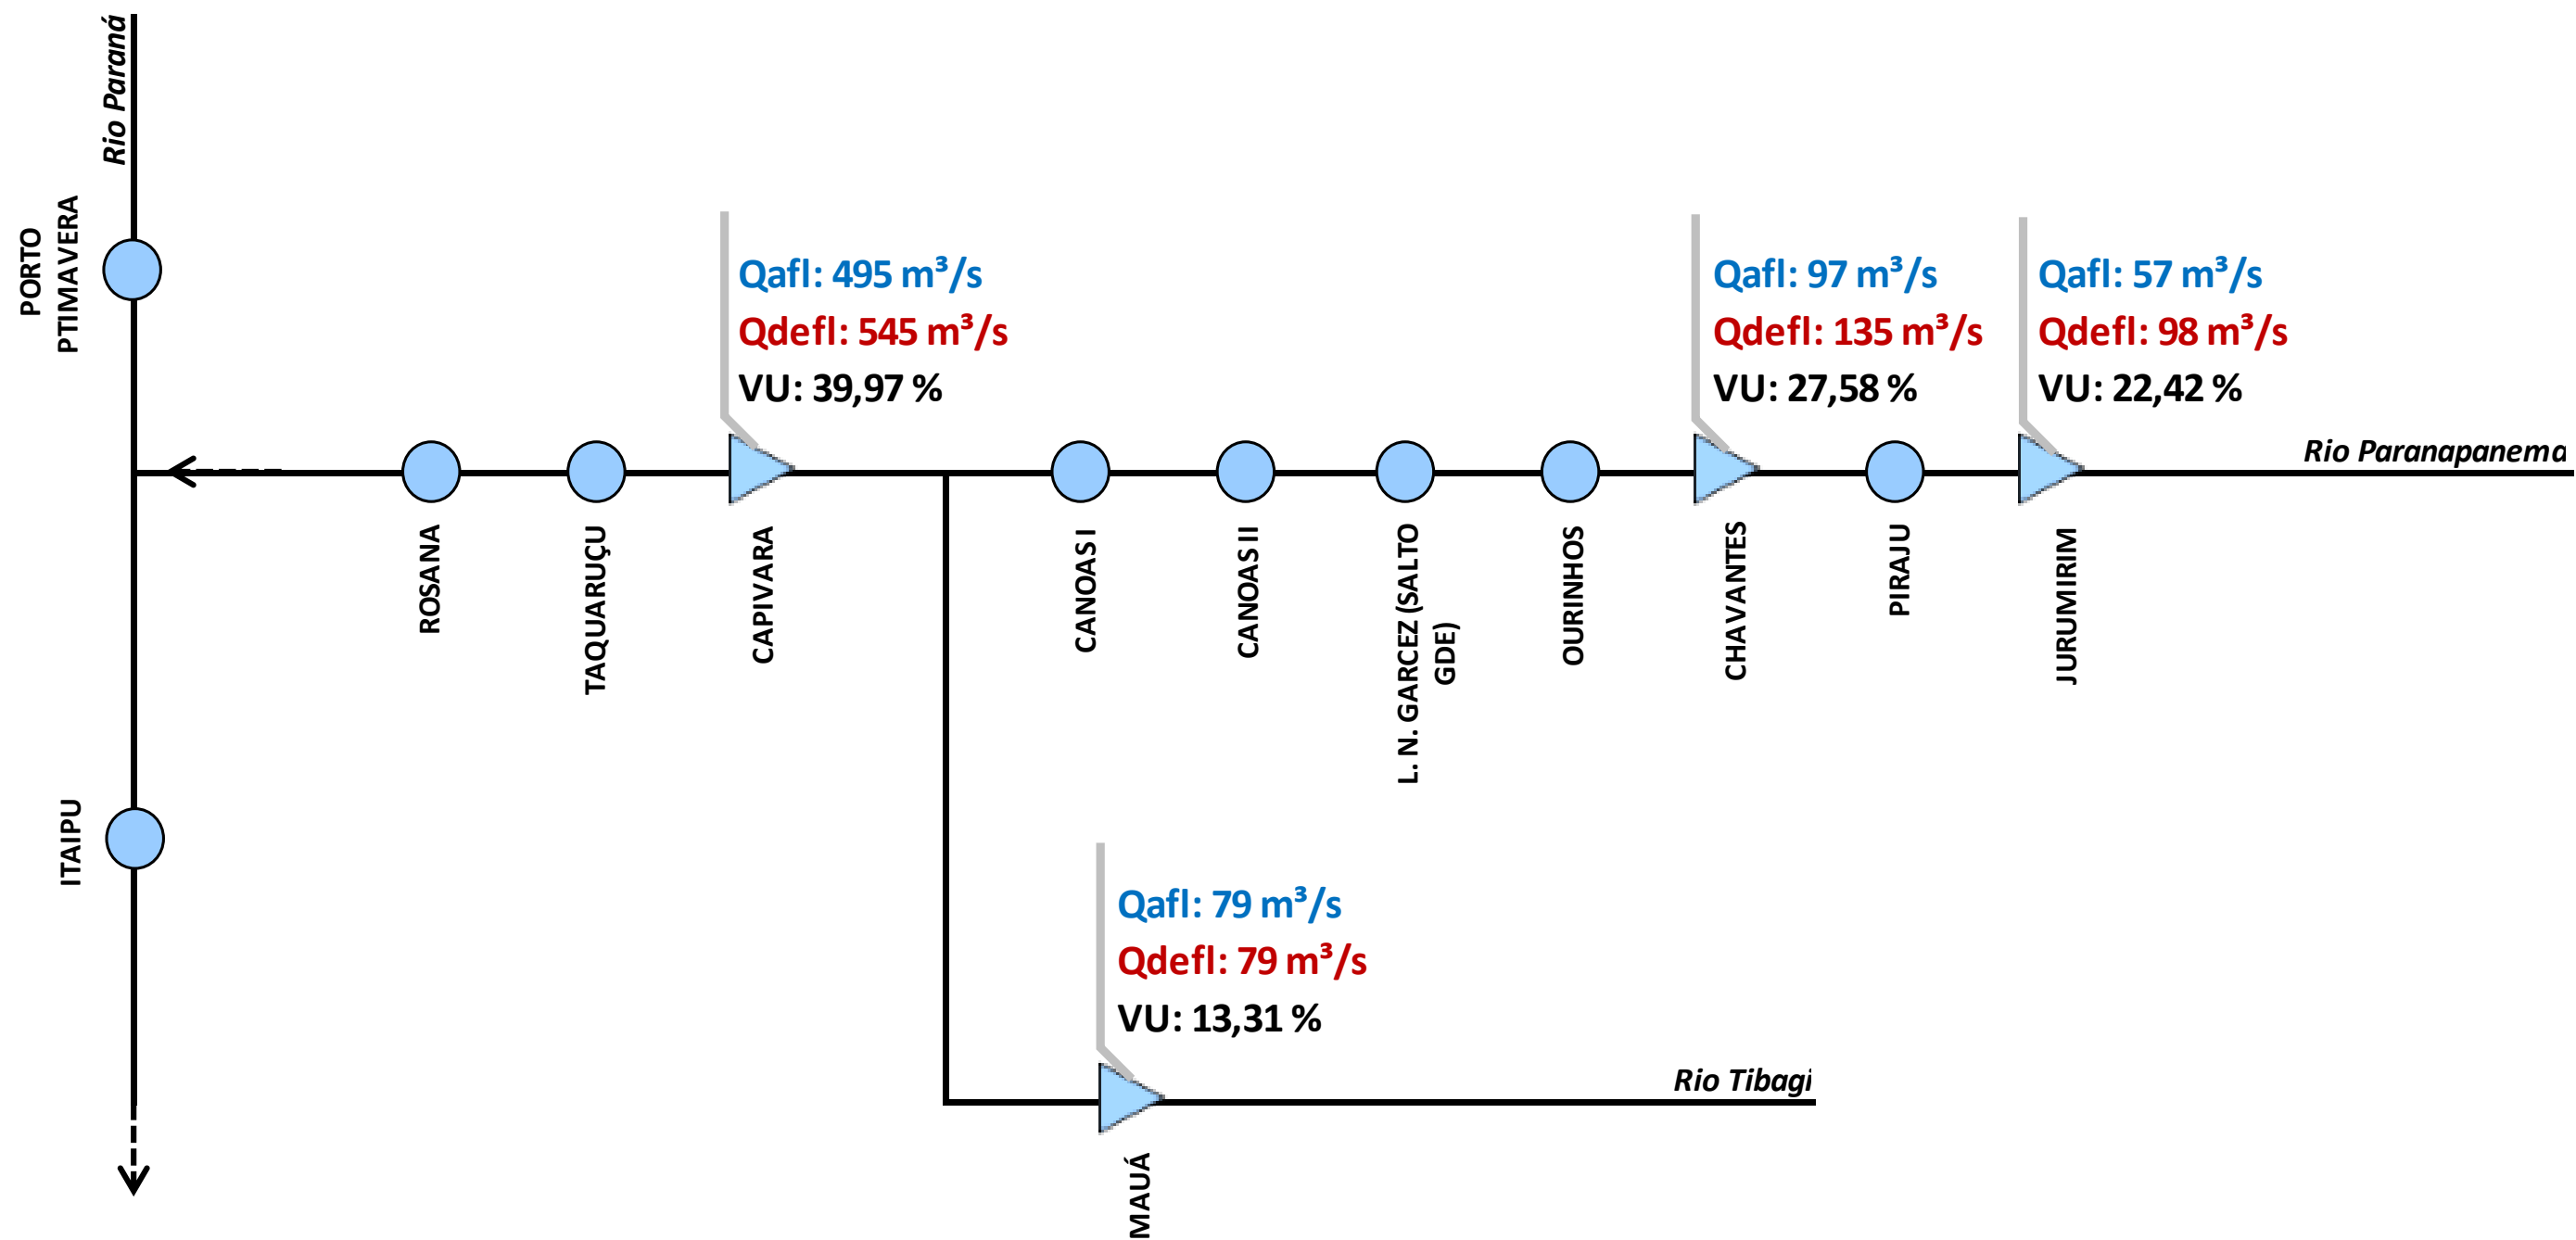 Rio Paraná
PORTO
PTIMAVERA
Qafl: 495 m³/s
Qdefl: 545 m³/s
VU: 39,97 %
Qafl: 97 m³/s
Qdefl: 135 m³/s
VU: 27,58 %
Qafl: 57 m³/s
Qdefl: 98 m³/s
VU: 22,42 %
Rio Paranapanema
ROSANA
TAQUARUÇU
CAPIVARA
CANOAS I
CANOAS II
L. N. GARCEZ (SALTO
GDE)
OURINHOS
CHAVANTES
PIRAJU
JURUMIRIM
ITAIPU
Qafl: 79 m³/s
Qdefl: 79 m³/s
VU: 13,31 %
Rio Tibagi
MAUÁ